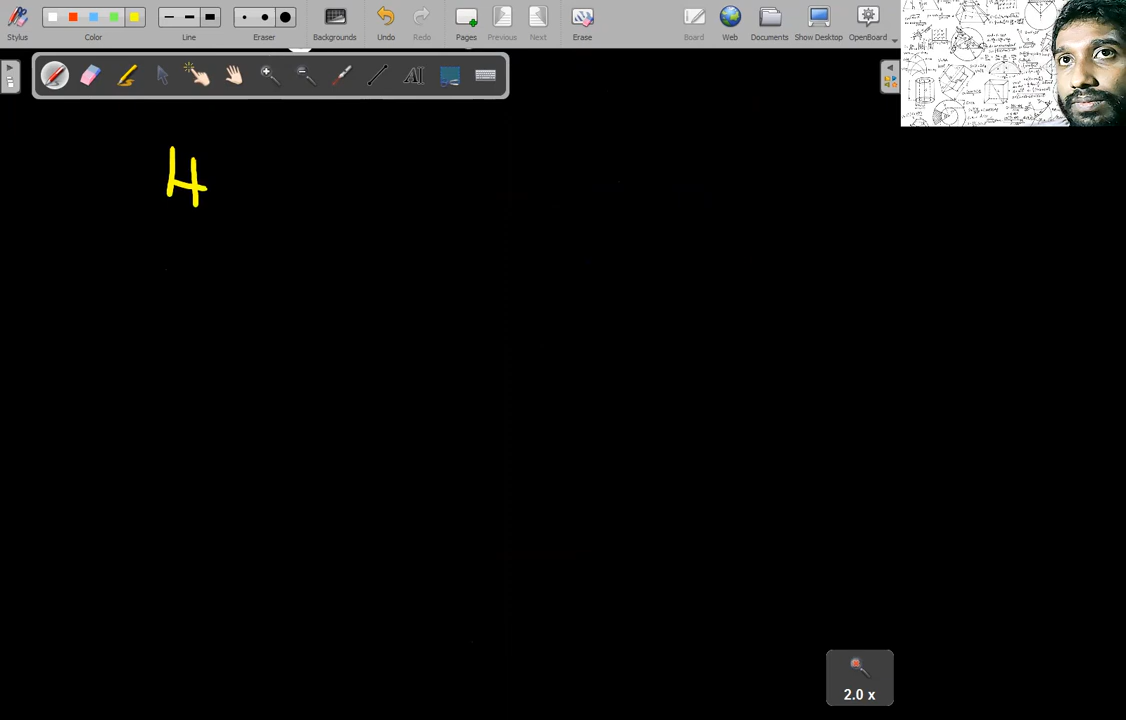 Stylus Color Line Eraser Backgrounds Undo Redo Pages Previous Next Erase Board Web Documents Show Desktop OpenBoard
4
2.0 x